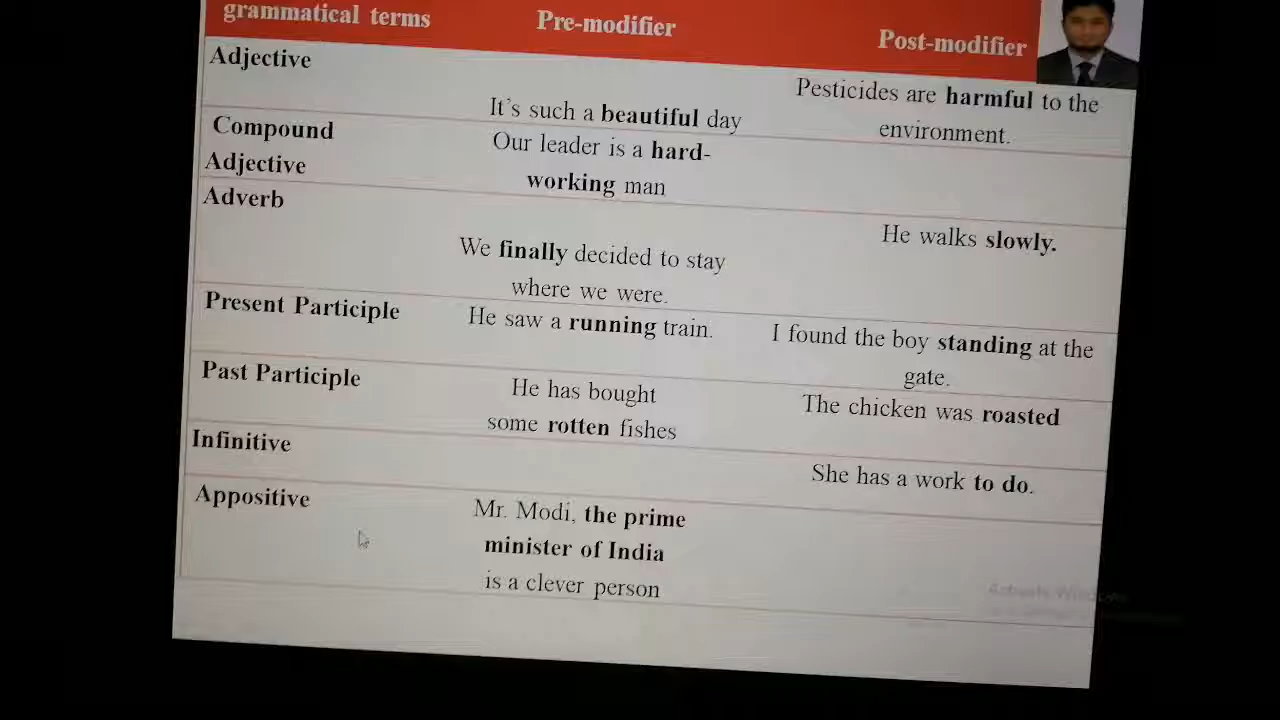 grammatical terms
Pre-modifier
Post-modifier
Adjective
It's such a beautiful day
Pesticides are harmful to the
environment.
Compound
Adjective
Our leader is a hard-
working man
Adverb
We finally decided to stay
where we were.
He walks slowly.
Present Participle
He saw a running train.
I found the boy standing at the
gate.
Past Participle
He has bought
some rotten fishes
The chicken was roasted
Infinitive
She has a work to do.
Appositive
Mr. Modi, the prime
minister of India
is a clever person
Activate Windows